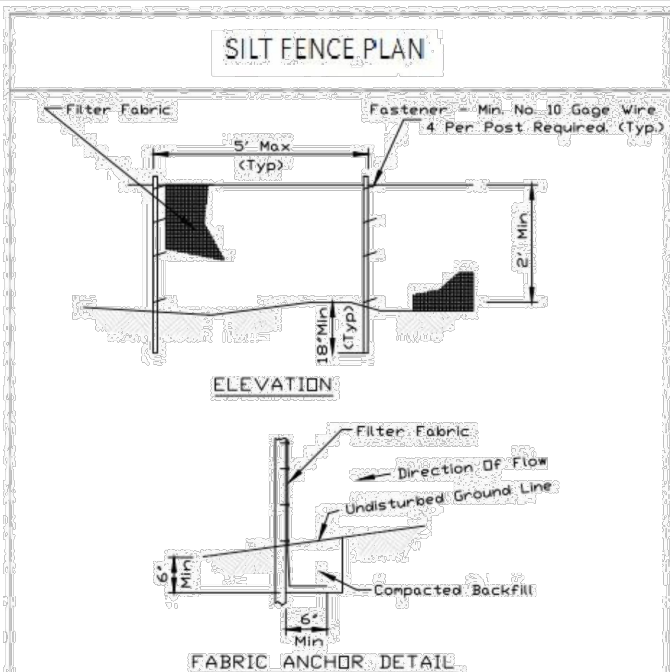 SILT FENCE PLAN
Filter Fabric
Fastener - Min. No. 10 Gage Wire
4 Per Post Required. (Typ.)
5' Max
(Typ)
2' Min
18"Min
(Typ)
ELEVATION
Filter Fabric
Direction Of Flow
Undisturbed Ground Line
6"
Min
Compacted Backfill
6"
Min
FABRIC ANCHOR DETAIL